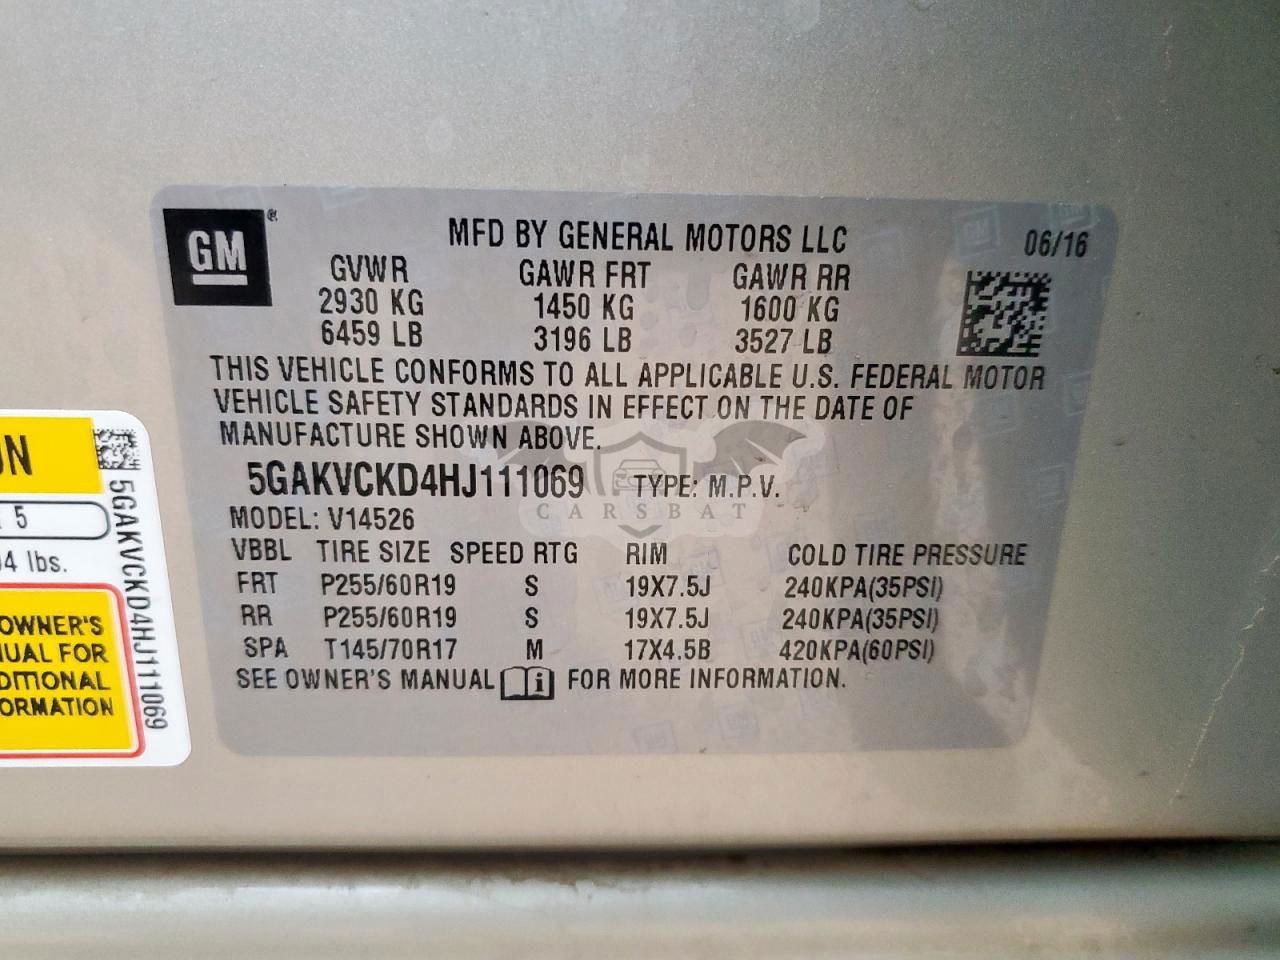 GM®
MFD BY GENERAL MOTORS LLC
06/16
GVWR GAWR FRT GAWR RR
2930 KG 1450 KG 1600 KG
6459 LB 3196 LB 3527 LB
THIS VEHICLE CONFORMS TO ALL APPLICABLE U.S. FEDERAL MOTOR
VEHICLE SAFETY STANDARDS IN EFFECT ON THE DATE OF
MANUFACTURE SHOWN ABOVE.
5GAKVCKD4HJ111069 TYPE: M.P.V.
CARSBAT
MODEL: V14526
VBBL TIRE SIZE SPEED RTG RIM COLD TIRE PRESSURE
FRT P255/60R19 S 19X7.5J 240KPA(35PSI)
RR P255/60R19 S 19X7.5J 240KPA(35PSI)
SPA T145/70R17 M 17X4.5B 420KPA(60PSI)
SEE OWNER'S MANUAL i FOR MORE INFORMATION.
ON
5
4 lbs.
OWNER'S
UAL FOR
DITIONAL
ORMATION
5GAKVCKD4HJ111069